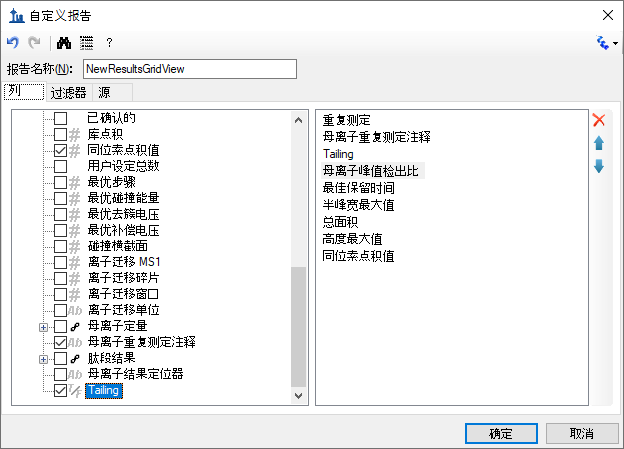 自定义报告
?
报告名称(N):
NewResultsGridView
列
过滤器
源
已确认的
# 库点积
# 同位素点积值
用户设定总数
# 最优步骤
# 最优碰撞能量
# 最优去簇电压
# 最优补偿电压
# 碰撞横截面
# 离子迁移 MS1
# 离子迁移碎片
# 离子迁移窗口
Ab 离子迁移单位
母离子定量
Ab 母离子重复测定注释
肽段结果
Ab 母离子结果定位器
T/F Tailing
重复测定
母离子重复测定注释
Tailing
母离子峰值检出比
最佳保留时间
半峰宽最大值
总面积
高度最大值
同位素点积值
确定
取消